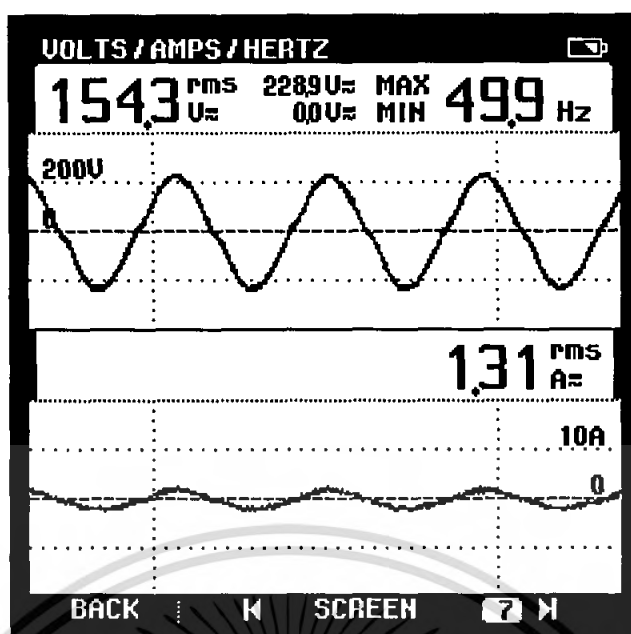 VOLTS/AMPS/HERTZ
154.3 rms V≂ 228.9 V≂ MAX 49.9 Hz
0.0 V≂ MIN
200V
0
1.31 rms A≂
10A
0
BACK SCREEN 7